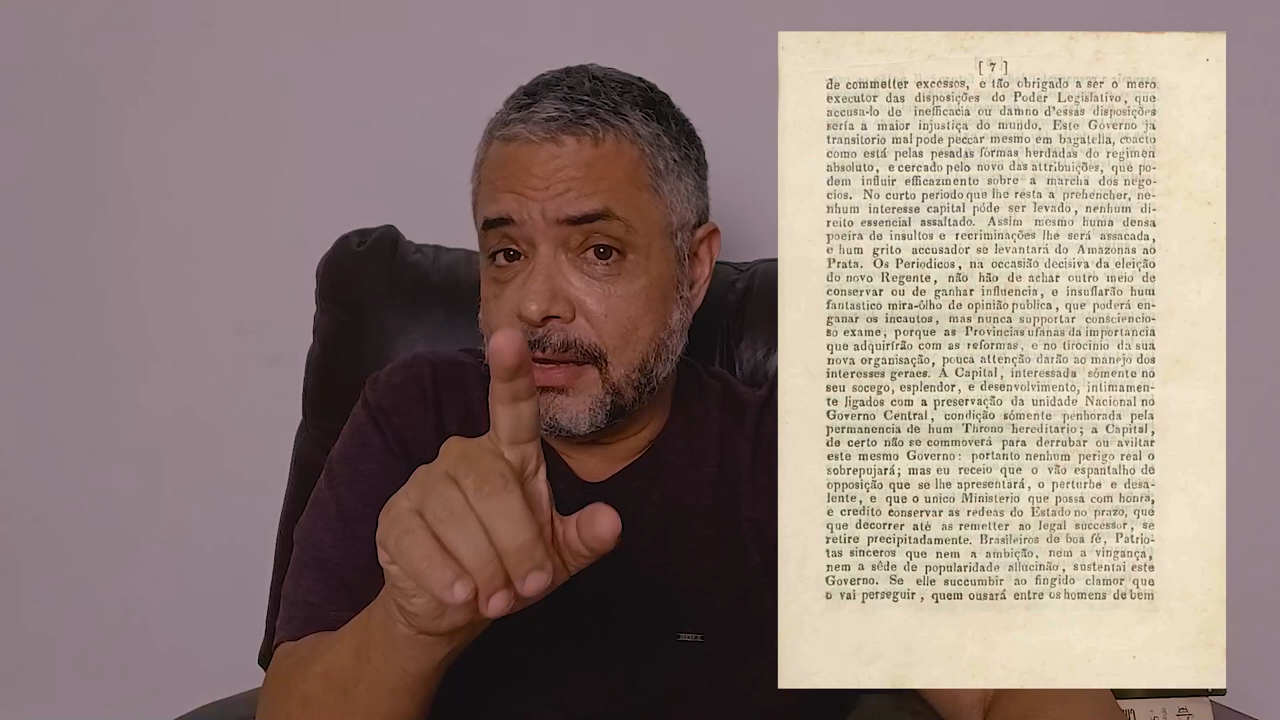 [ 7 ]
de commetter excessos, e tão obrigado a ser o mero
executor das disposições do Poder Legislativo, que
accusa-lo de inefficacia ou damno d'essas disposições
sería a maior injustiça do mundo. Este Governo já
transitorio mal pode peccar mesmo em bagatella, coacto
como está pelas pesadas formas herdadas do regimen
absoluto, e cercado pelo novo das attribuições, que po-
dem influir efficazmente sobre a marcha dos nego-
cios. No curto periodo que lhe resta a prehencher, ne-
nhum interesse capital póde ser levado, nenhum di-
reito essencial assaltado. Assim mesmo huma densa
poeira de insultos e recriminações lhe será assacada,
e hum grito accusador se levantará do Amazonas ao
Prata. Os Periodicos, na occasião decisiva da eleição
do novo Regente, não hão de achar outro meio de
conservar ou de ganhar influencia, e insuflarão hum
fantastico mira-ólho de opinião publica, que poderá en-
ganar os incautos, mas nunca supportar consciencio-
so exame, porque as Provincias ufanas da importancia
que adquirirão com as reformas, e no tirocinio da sua
nova organisação, pouca attenção darão ao manejo dos
interesses geraes. A Capital, interessada sómente no
seu socego, esplendor, e desenvolvimento, intimamen-
te ligados com a preservação da unidade Nacional no
Governo Central, condição sómente penhorada pela
permanencia de hum Throno hereditario; a Capital,
de certo não se commoverá para derrubar ou aviltar
este mesmo Governo: portanto nenhum perigo real o
sobrepujará; mas eu receio que o vão espantalho de
opposição que se lhe apresentará, o perturbe e desa-
lente, e que o unico Ministerio que possa com honra,
e credito conservar as redeas do Estado no prazo, que
que decorrer até as remetter ao legal successor, se
retire precipitadamente. Brasileiros de boa fé, Patrio-
tas sinceros que nem a ambição, nem a vingança,
nem a sêde de popularidade allucinão, sustentai este
Governo. Se elle succumbir ao fingido clamor que
o vai perseguir, quem ousará entre os homens de bem